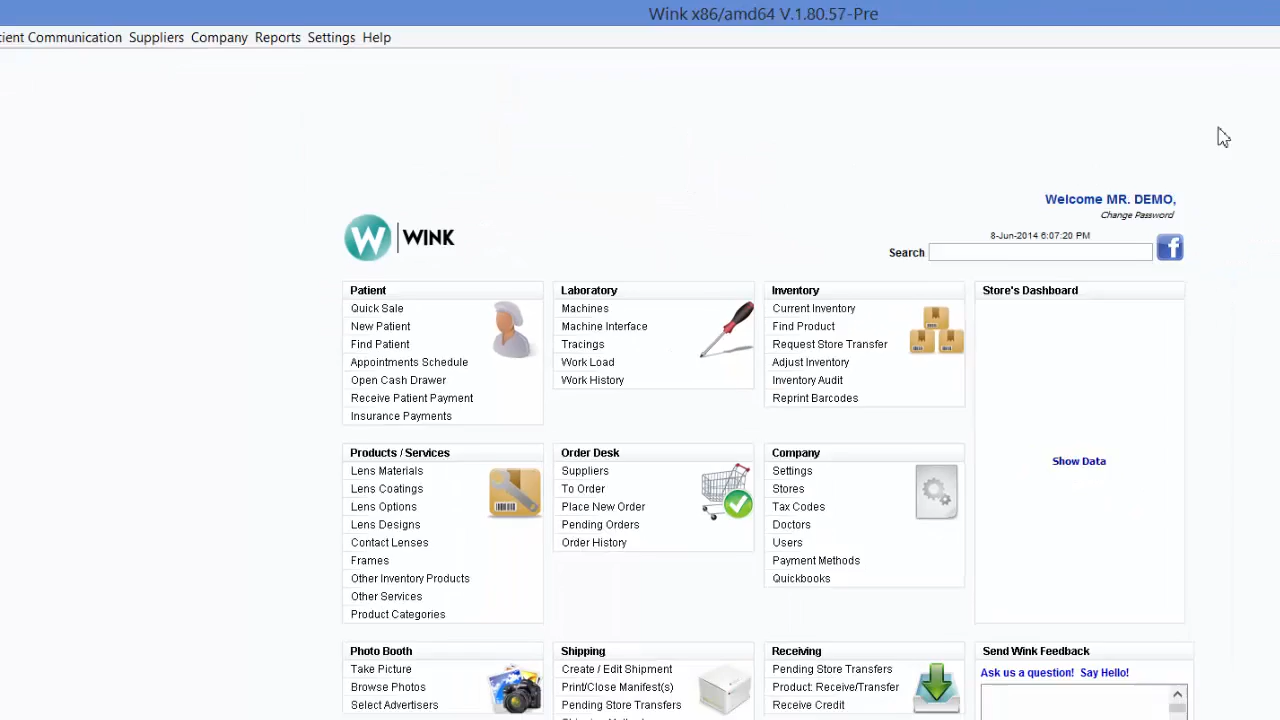 Wink x86/amd64 V.1.80.57-Pre
tient Communication Suppliers Company Reports Settings Help
Welcome MR. DEMO,
Change Password
8-Jun-2014 6:07:20 PM
W WINK
Search
f
Patient
Quick Sale
New Patient
Find Patient
Appointments Schedule
Open Cash Drawer
Receive Patient Payment
Insurance Payments
Laboratory
Machines
Machine Interface
Tracings
Work Load
Work History
Inventory
Current Inventory
Find Product
Request Store Transfer
Adjust Inventory
Inventory Audit
Reprint Barcodes
Store's Dashboard
Show Data
Products / Services
Lens Materials
Lens Coatings
Lens Options
Lens Designs
Contact Lenses
Frames
Other Inventory Products
Other Services
Product Categories
Order Desk
Suppliers
To Order
Place New Order
Pending Orders
Order History
Company
Settings
Stores
Tax Codes
Doctors
Users
Payment Methods
Quickbooks
Photo Booth
Take Picture
Browse Photos
Select Advertisers
Shipping
Create / Edit Shipment
Print/Close Manifest(s)
Pending Store Transfers
Receiving
Pending Store Transfers
Product: Receive/Transfer
Receive Credit
Send Wink Feedback
Ask us a question! Say Hello!